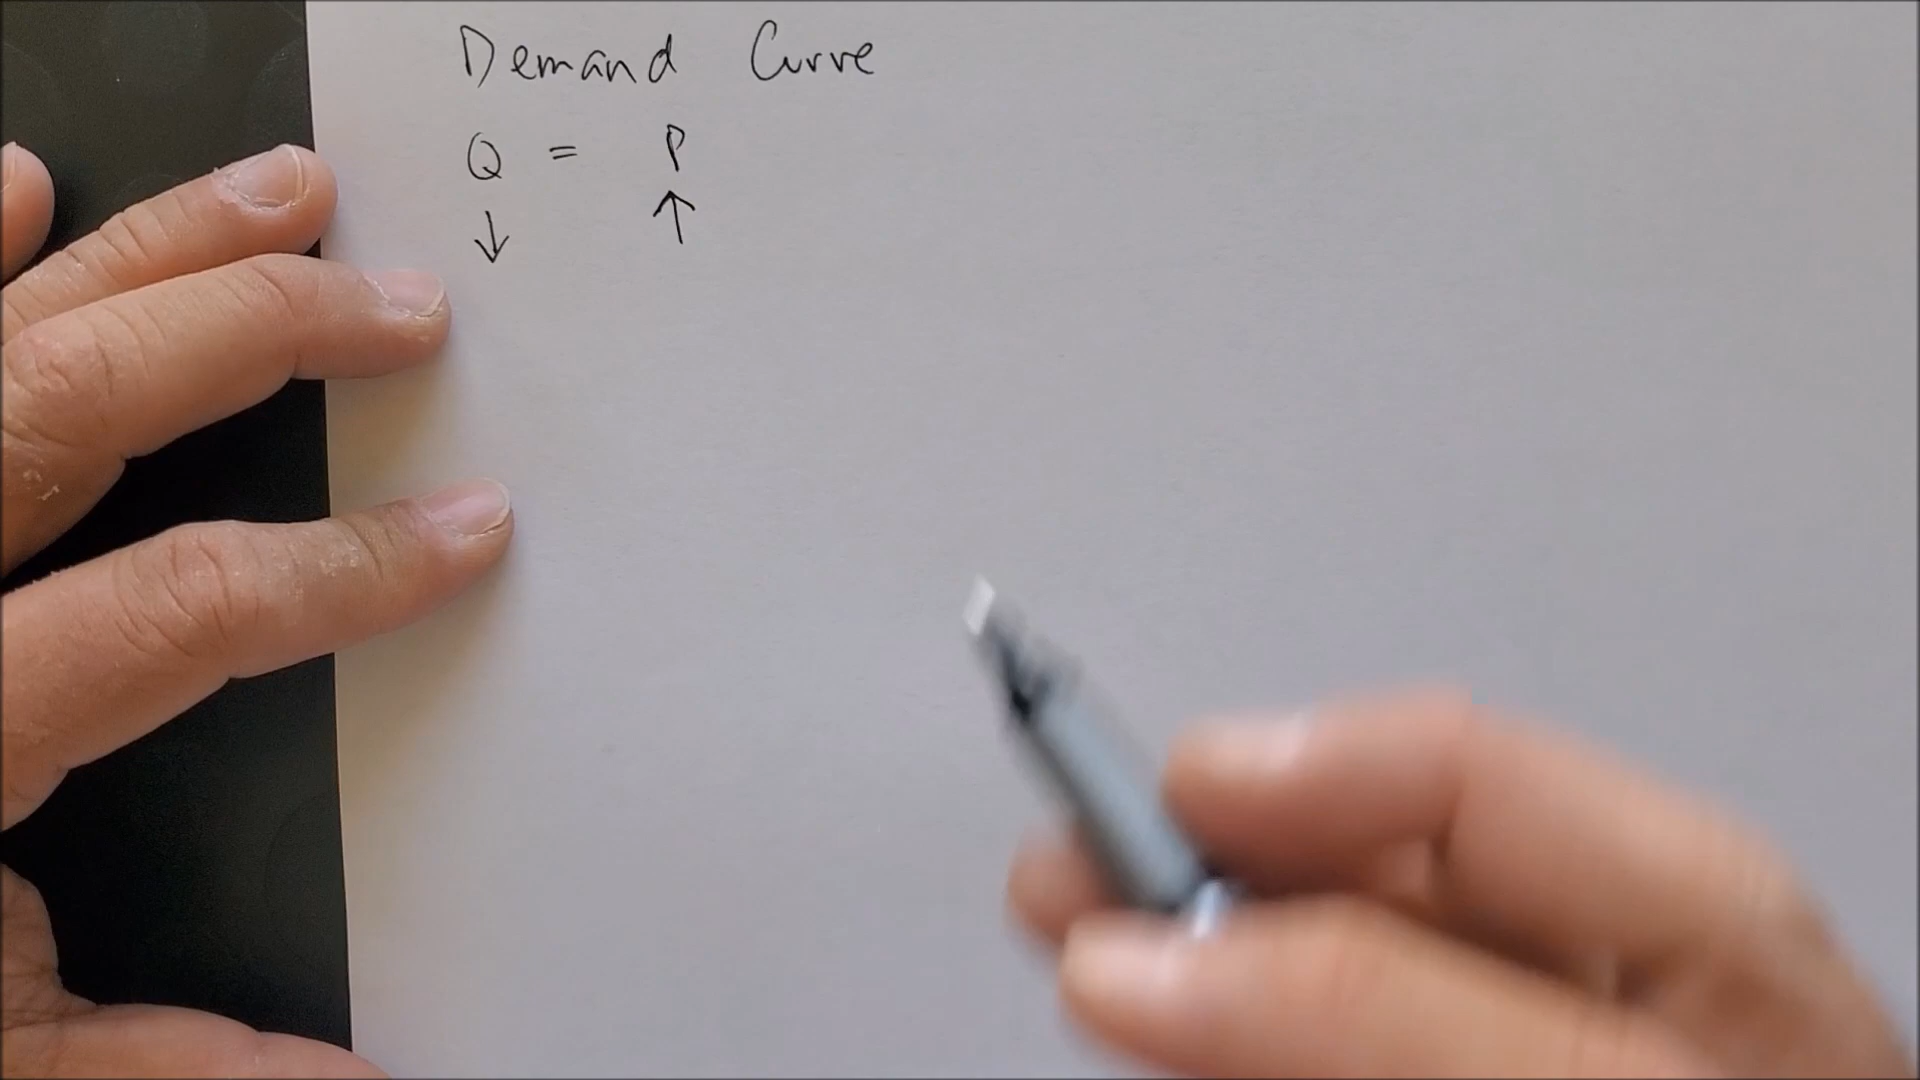 Demand Curve
Q = P
↓ ↑